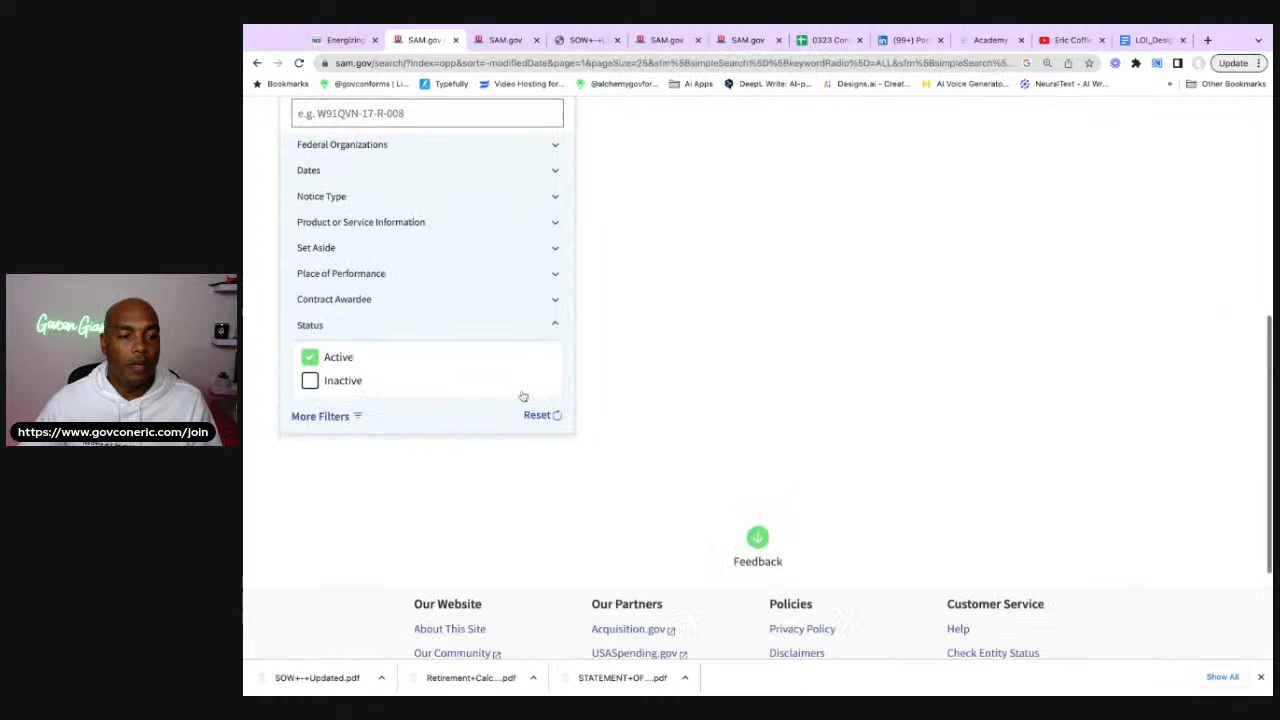 Energizing
SAM.gov
SAM.gov
SOW+-+U
SAM.gov
SAM.gov
0323 Con
(99+) Pos
Academy
Eric Coffie
LOI_Desig
sam.gov/search/?index=opp&sort=-modifiedDate&page=1&pageSize=25&sfm%5BsimpleSearch%5D%5BkeywordRadio%5D=ALL&sfm%5BsimpleSearch%5D...
Update
Bookmarks
@govconforms | Li...
Typefully
Video Hosting for...
@alchemygovfor...
Ai Apps
DeepL Write: AI-p...
Designs.ai - Creat...
AI Voice Generato...
NeuralText - AI Wr...
»
Other Bookmarks
e.g. W91QVN-17-R-008
Federal Organizations
Dates
Notice Type
Product or Service Information
Set Aside
Place of Performance
Contract Awardee
Status
Active
Inactive
More Filters
Reset
Govcon Gian
https://www.govconeric.com/join
Feedback
Our Website
Our Partners
Policies
Customer Service
About This Site
Acquisition.gov
Privacy Policy
Help
Our Community
USASpending.gov
Disclaimers
Check Entity Status
SOW+-+Updated.pdf
Retirement+Calc....pdf
STATEMENT+OF....pdf
Show All